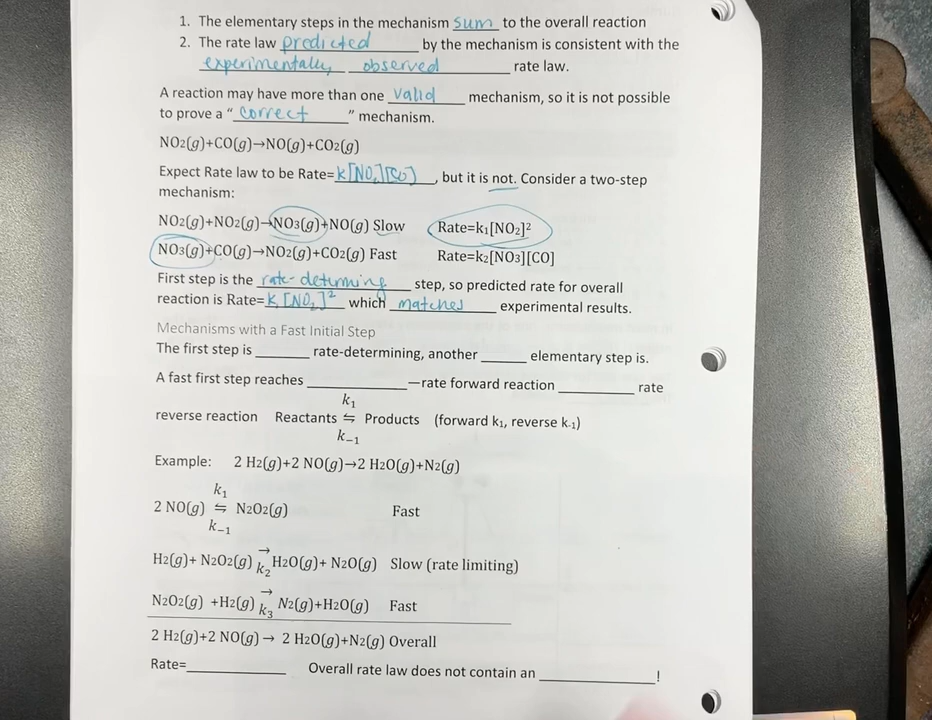 1. The elementary steps in the mechanism sum to the overall reaction
2. The rate law predicted by the mechanism is consistent with the
experimentally observed rate law.
A reaction may have more than one valid mechanism, so it is not possible
to prove a "correct" mechanism.
NO₂(g)+CO(g)→NO(g)+CO₂(g)
Expect Rate law to be Rate=k[NO₂][CO], but it is not. Consider a two-step
mechanism:
NO₂(g)+NO₂(g)→NO₃(g)+NO(g) Slow Rate=k₁[NO₂]²
NO₃(g)+CO(g)→NO₂(g)+CO₂(g) Fast Rate=k₂[NO₃][CO]
First step is the rate-determing step, so predicted rate for overall
reaction is Rate=k₁[NO₂]² which matches experimental results.
Mechanisms with a Fast Initial Step
The first step is ______ rate-determining, another _____ elementary step is.
A fast first step reaches ___________—rate forward reaction ________ rate
k₁
reverse reaction Reactants ⇋ Products (forward k₁, reverse k₋₁)
k₋₁
Example: 2 H₂(g)+2 NO(g)→2 H₂O(g)+N₂(g)
k₁
2 NO(g) ⇋ N₂O₂(g) Fast
k₋₁
H₂(g)+ N₂O₂(g) →k₂ H₂O(g)+ N₂O(g) Slow (rate limiting)
N₂O₂(g) +H₂(g) →k₃ N₂(g)+H₂O(g) Fast
2 H₂(g)+2 NO(g)→ 2 H₂O(g)+N₂(g) Overall
Rate=___________ Overall rate law does not contain an _____________!